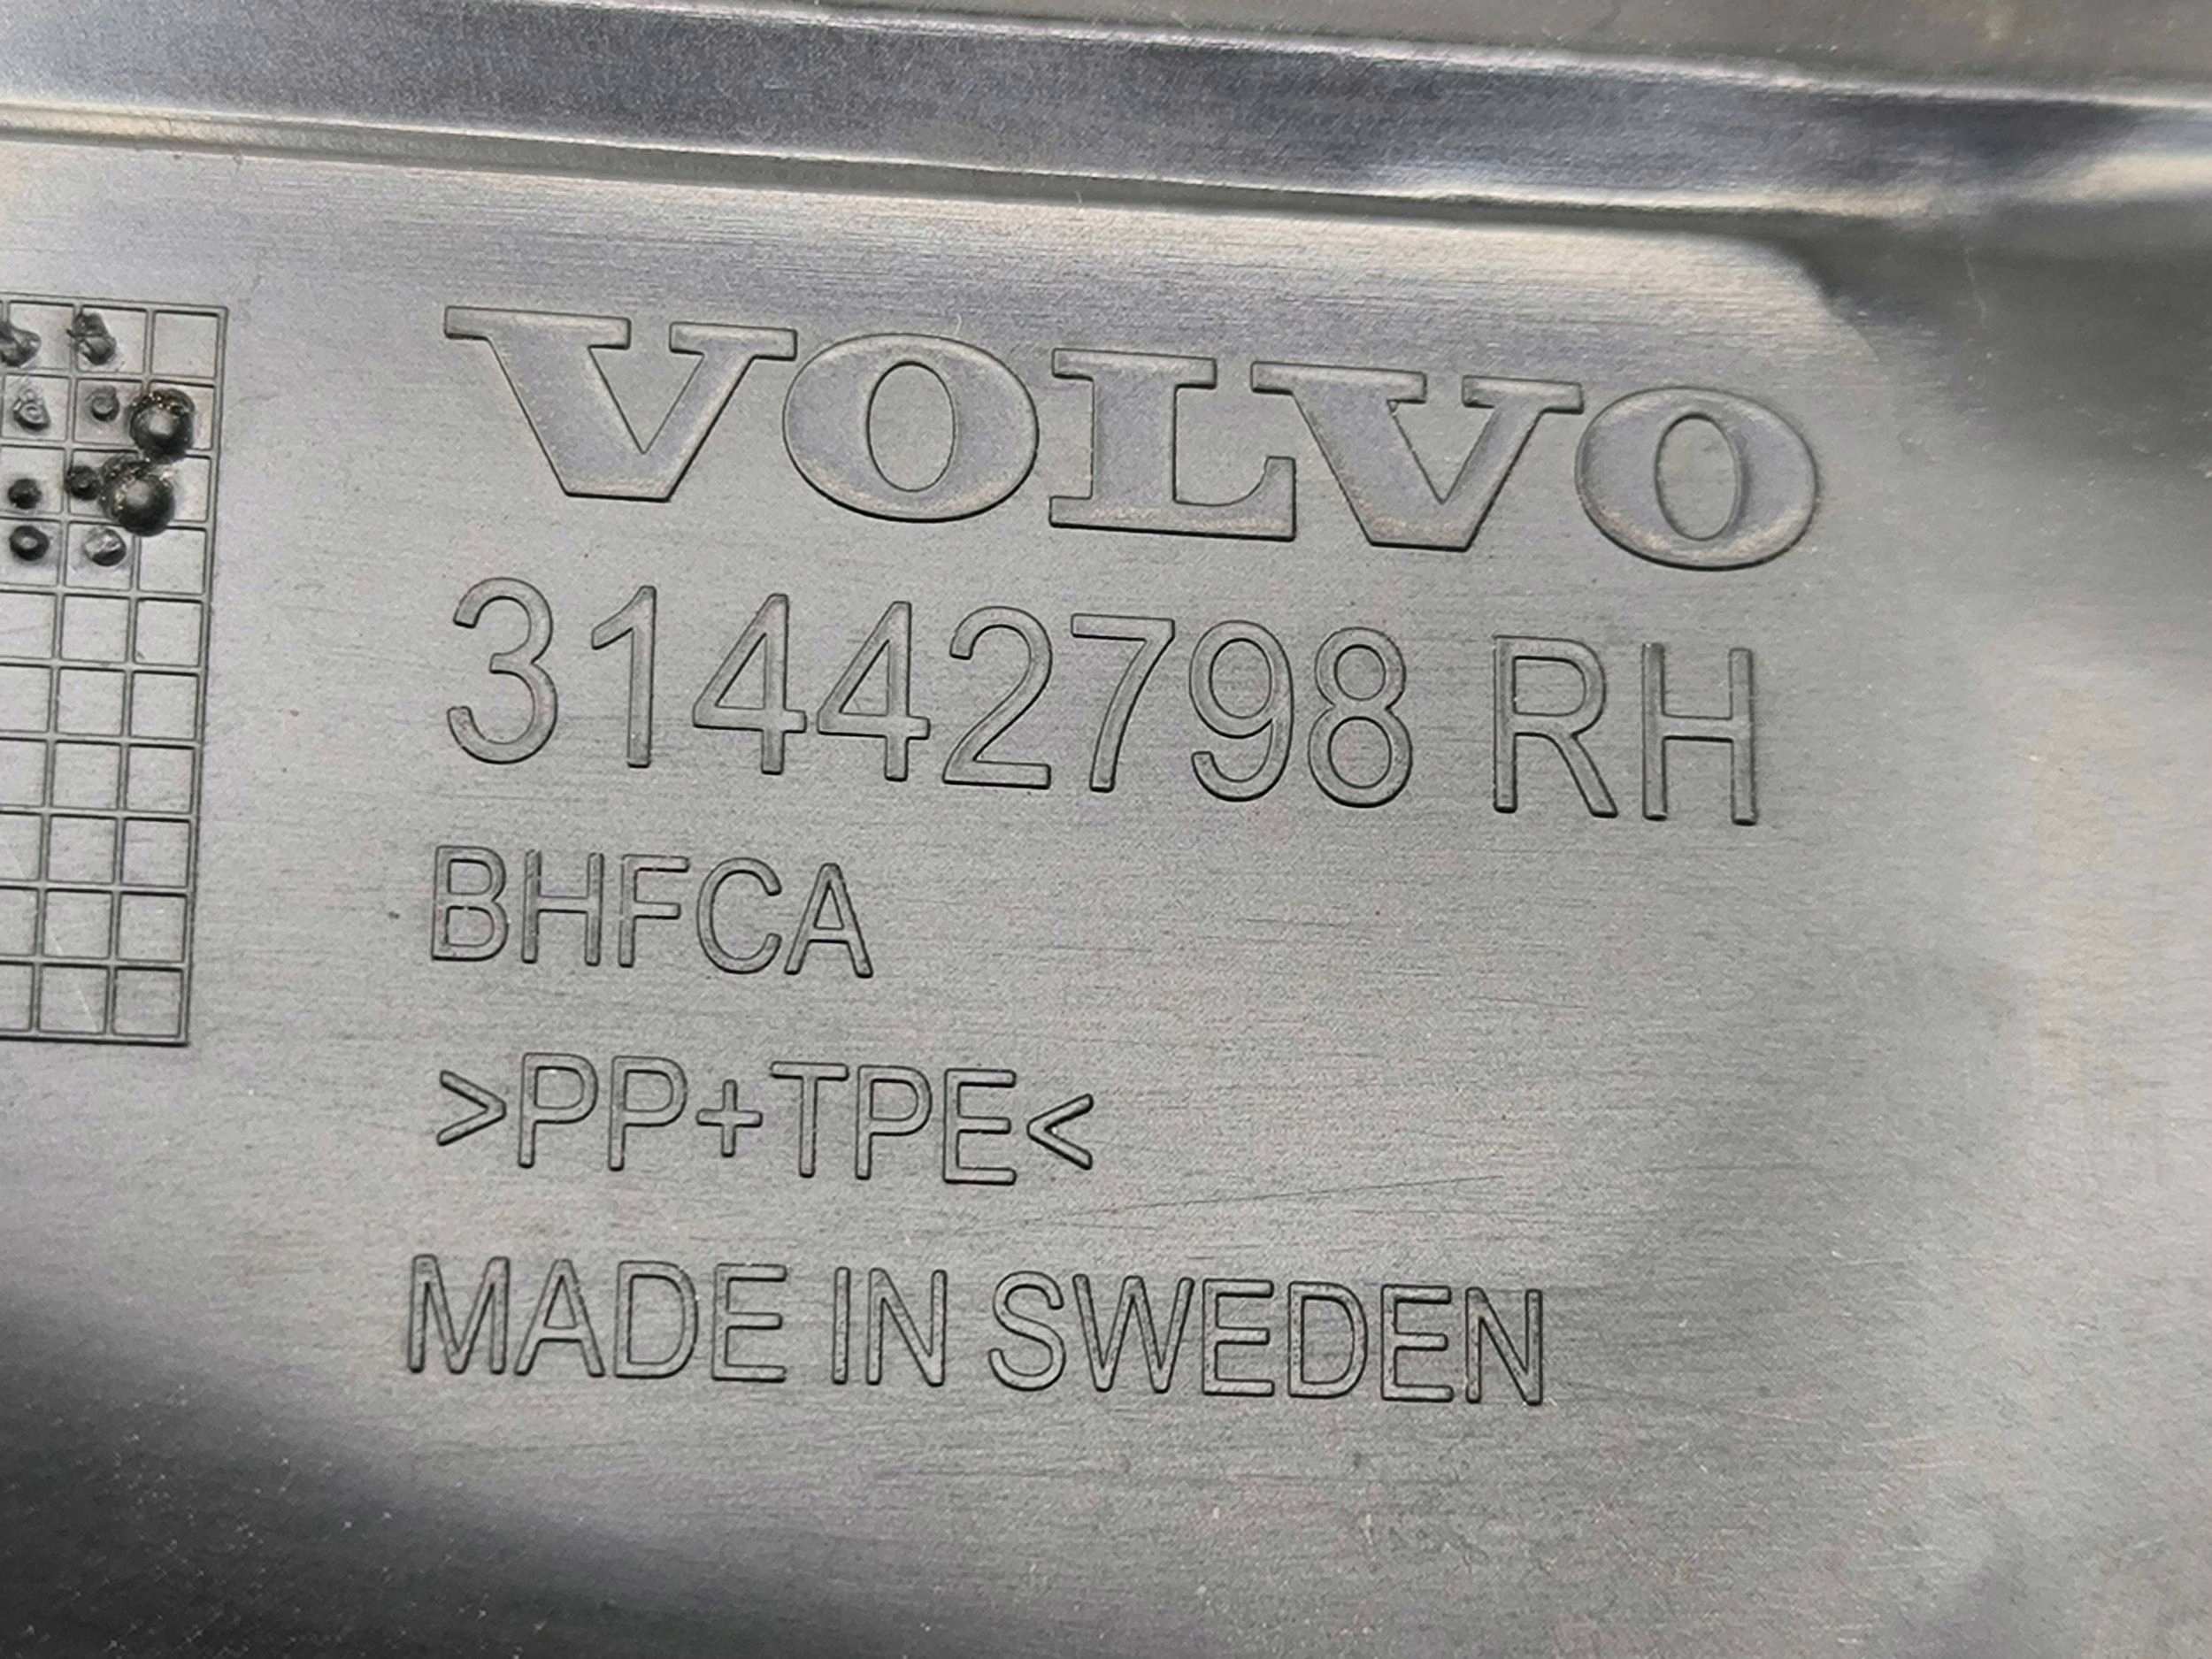 VOLVO
31442798 RH
BHFCA
>PP+TPE<
MADE IN SWEDEN